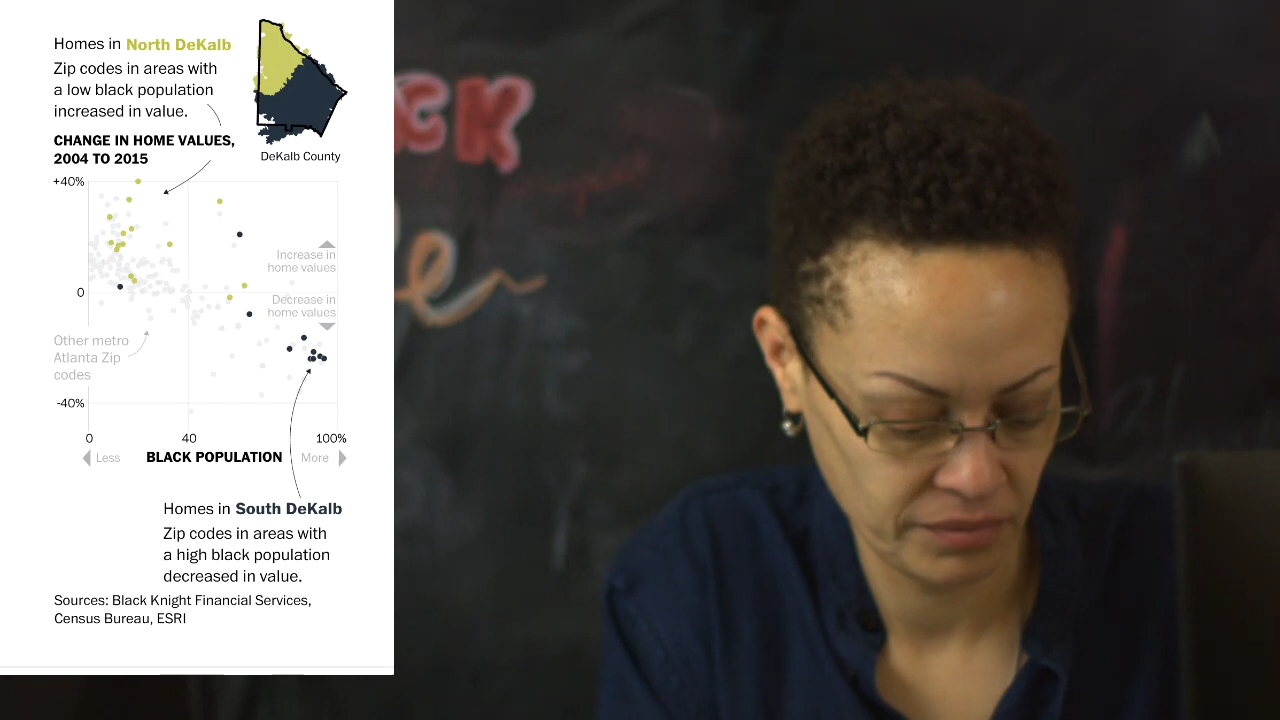 Homes in North DeKalb
Zip codes in areas with
a low black population
increased in value.
DeKalb County
CHANGE IN HOME VALUES,
2004 TO 2015
+40%
Increase in
home values
0
Decrease in
home values
Other metro
Atlanta Zip
codes
-40%
0 40 100%
Less BLACK POPULATION More
Homes in South DeKalb
Zip codes in areas with
a high black population
decreased in value.
Sources: Black Knight Financial Services,
Census Bureau, ESRI